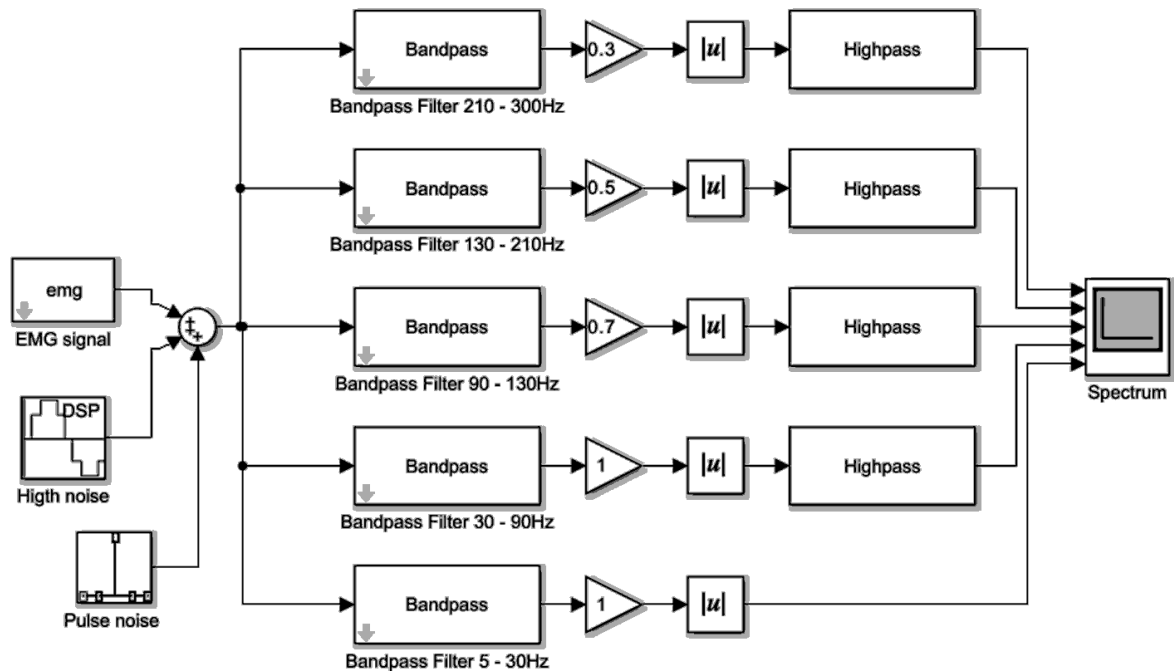 Bandpass
0.3
|u|
Highpass
Bandpass Filter 210 - 300Hz
Bandpass
0.5
|u|
Highpass
Bandpass Filter 130 - 210Hz
emg
EMG signal
Bandpass
0.7
|u|
Highpass
Bandpass Filter 90 - 130Hz
Spectrum
DSP
Higth noise
Bandpass
1
|u|
Highpass
Bandpass Filter 30 - 90Hz
Pulse noise
Bandpass
1
|u|
Bandpass Filter 5 - 30Hz